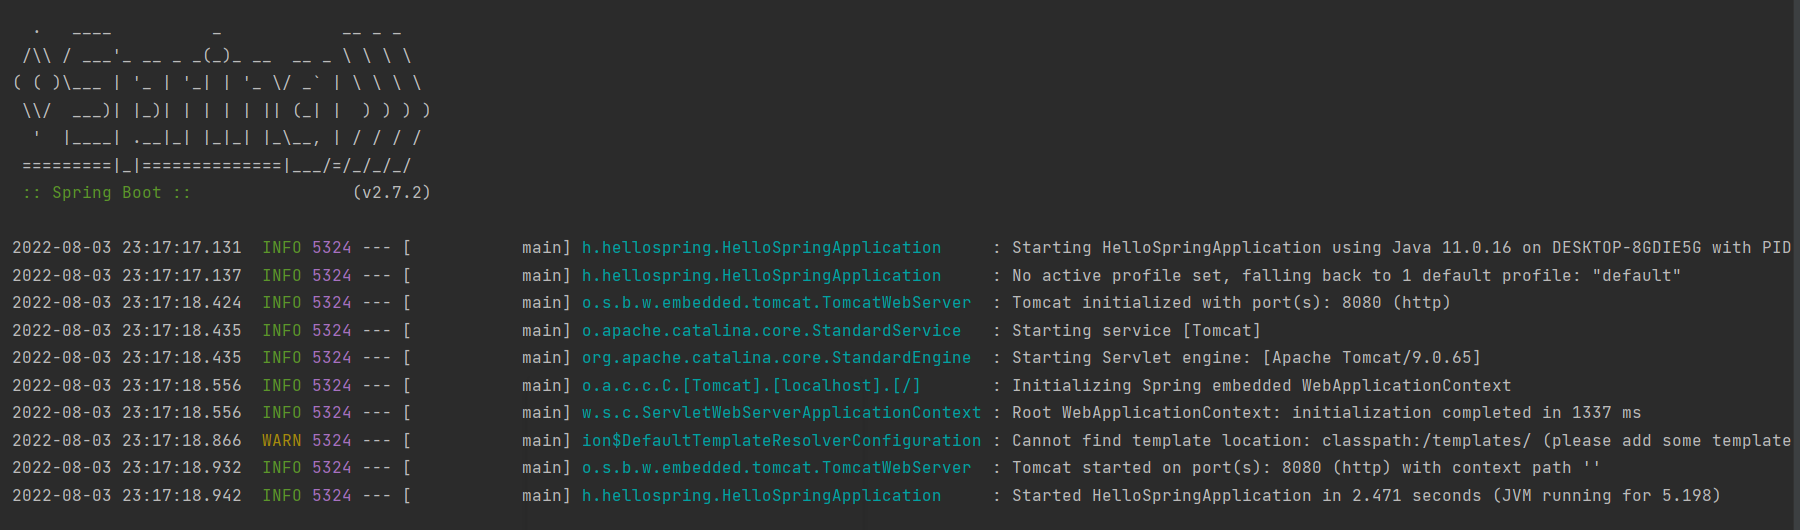 .   ____          _            __ _ _
 /\\ / ___'_ __ _ _(_)_ __  __ _ \ \ \ \
( ( )\___ | '_ | '_| | '_ \/ _` | \ \ \ \
 \\/  ___)| |_)| | | | | || (_| |  ) ) ) )
  '  |____| .__|_| |_|_| |_\__, | / / / /
 =========|_|==============|___/=/_/_/_/
 :: Spring Boot ::                (v2.7.2)
2022-08-03 23:17:17.131  INFO 5324 --- [           main] h.hellospring.HelloSpringApplication     : Starting HelloSpringApplication using Java 11.0.16 on DESKTOP-8GDIE5G with PID
2022-08-03 23:17:17.137  INFO 5324 --- [           main] h.hellospring.HelloSpringApplication     : No active profile set, falling back to 1 default profile: "default"
2022-08-03 23:17:18.424  INFO 5324 --- [           main] o.s.b.w.embedded.tomcat.TomcatWebServer  : Tomcat initialized with port(s): 8080 (http)
2022-08-03 23:17:18.435  INFO 5324 --- [           main] o.apache.catalina.core.StandardService   : Starting service [Tomcat]
2022-08-03 23:17:18.435  INFO 5324 --- [           main] org.apache.catalina.core.StandardEngine  : Starting Servlet engine: [Apache Tomcat/9.0.65]
2022-08-03 23:17:18.556  INFO 5324 --- [           main] o.a.c.c.C.[Tomcat].[localhost].[/]       : Initializing Spring embedded WebApplicationContext
2022-08-03 23:17:18.556  INFO 5324 --- [           main] w.s.c.ServletWebServerApplicationContext : Root WebApplicationContext: initialization completed in 1337 ms
2022-08-03 23:17:18.866  WARN 5324 --- [           main] ion$DefaultTemplateResolverConfiguration : Cannot find template location: classpath:/templates/ (please add some template
2022-08-03 23:17:18.932  INFO 5324 --- [           main] o.s.b.w.embedded.tomcat.TomcatWebServer  : Tomcat started on port(s): 8080 (http) with context path ''
2022-08-03 23:17:18.942  INFO 5324 --- [           main] h.hellospring.HelloSpringApplication     : Started HelloSpringApplication in 2.471 seconds (JVM running for 5.198)